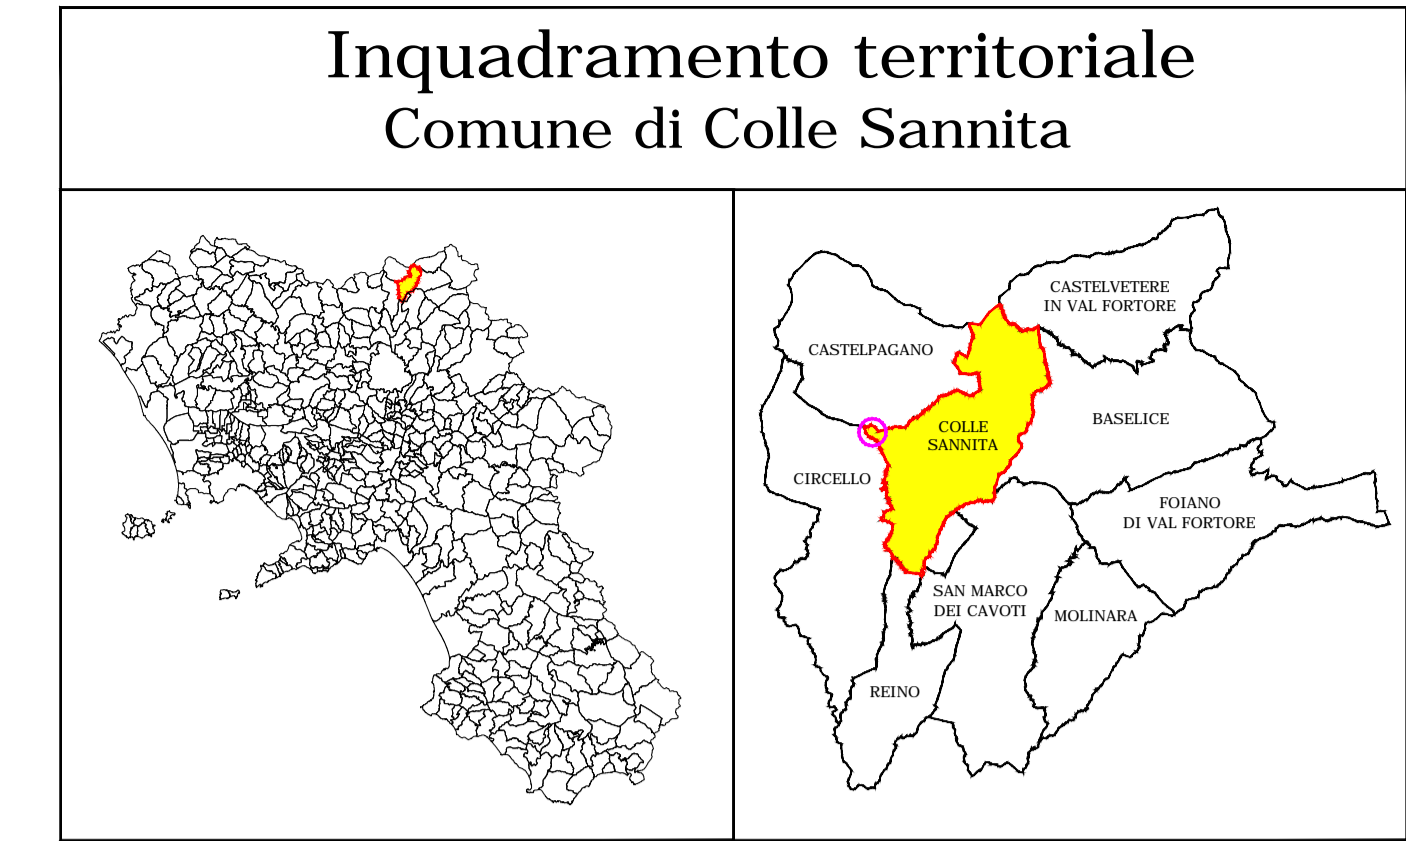 Inquadramento territoriale
Comune di Colle Sannita
CASTELVETERE
IN VAL FORTORE
CASTELPAGANO
BASELICE
COLLE
SANNITA
CIRCELLO
FOIANO
DI VAL FORTORE
SAN MARCO
DEI CAVOTI
MOLINARA
REINO